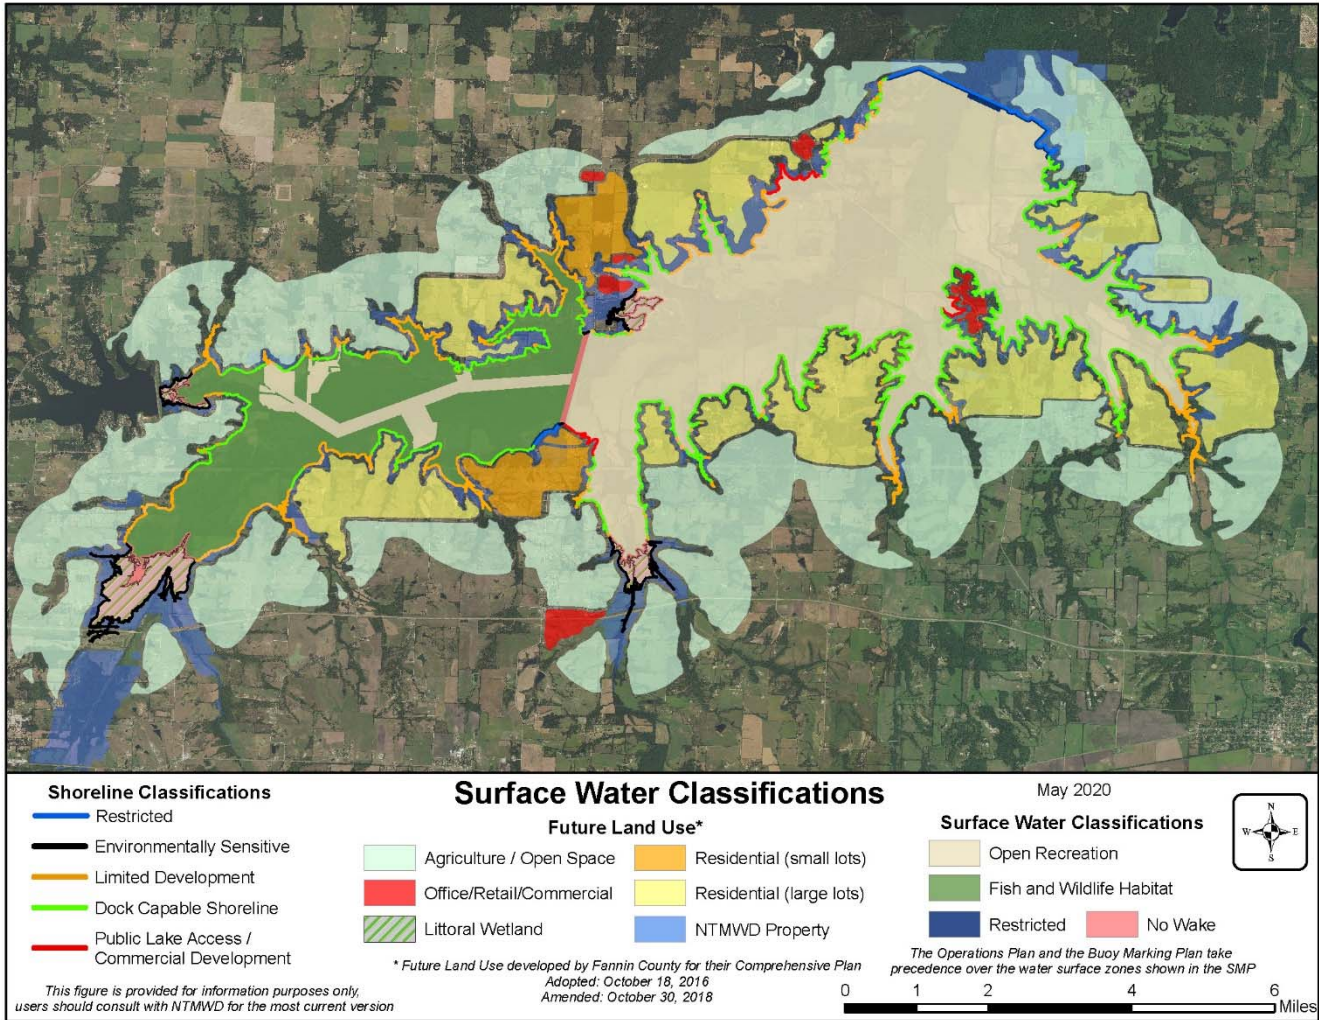 Shoreline Classifications
Restricted
Environmentally Sensitive
Limited Development
Dock Capable Shoreline
Public Lake Access /
Commercial Development
This figure is provided for information purposes only,
users should consult with NTMWD for the most current version
Surface Water Classifications
Future Land Use*
Agriculture / Open Space
Office/Retail/Commercial
Littoral Wetland
Residential (small lots)
Residential (large lots)
NTMWD Property
* Future Land Use developed by Fannin County for their Comprehensive Plan
Adopted: October 18, 2016
Amended: October 30, 2018
May 2020
Surface Water Classifications
Open Recreation
Fish and Wildlife Habitat
Restricted No Wake
The Operations Plan and the Buoy Marking Plan take
precedence over the water surface zones shown in the SMP
N
W E
S
0 1 2 4 6
Miles